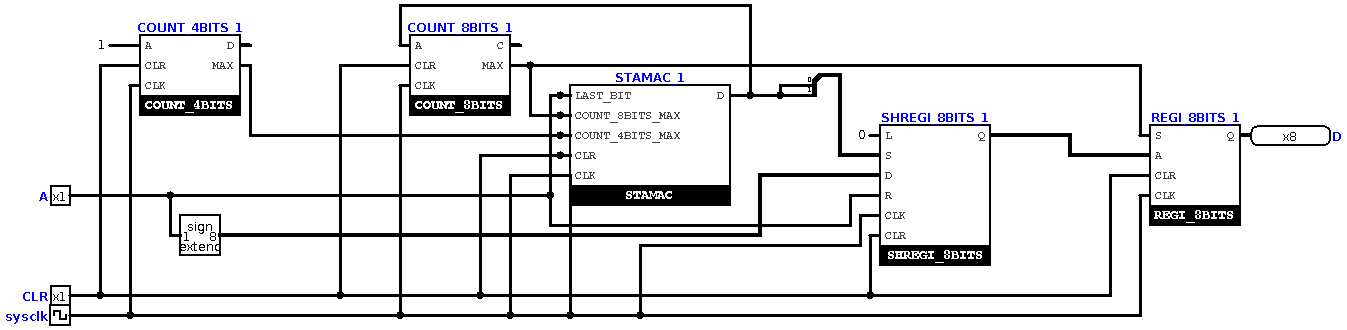 COUNT_4BITS_1
1 A D
CLR MAX
CLK
COUNT_4BITS
COUNT_8BITS_1
A C
CLR MAX
CLK
COUNT_8BITS
STAMAC_1
LAST_BIT D
COUNT_8BITS_MAX
COUNT_4BITS_MAX
CLR
CLK
STAMAC
0
1
SHREGI_8BITS_1
0 L Q
S
D
R
CLK
CLR
SHREGI_8BITS
REGI_8BITS_1
S Q
A
CLR
CLK
REGI_8BITS
x8 D
A x1
sign
1 8
extend
CLR x1
sysclk